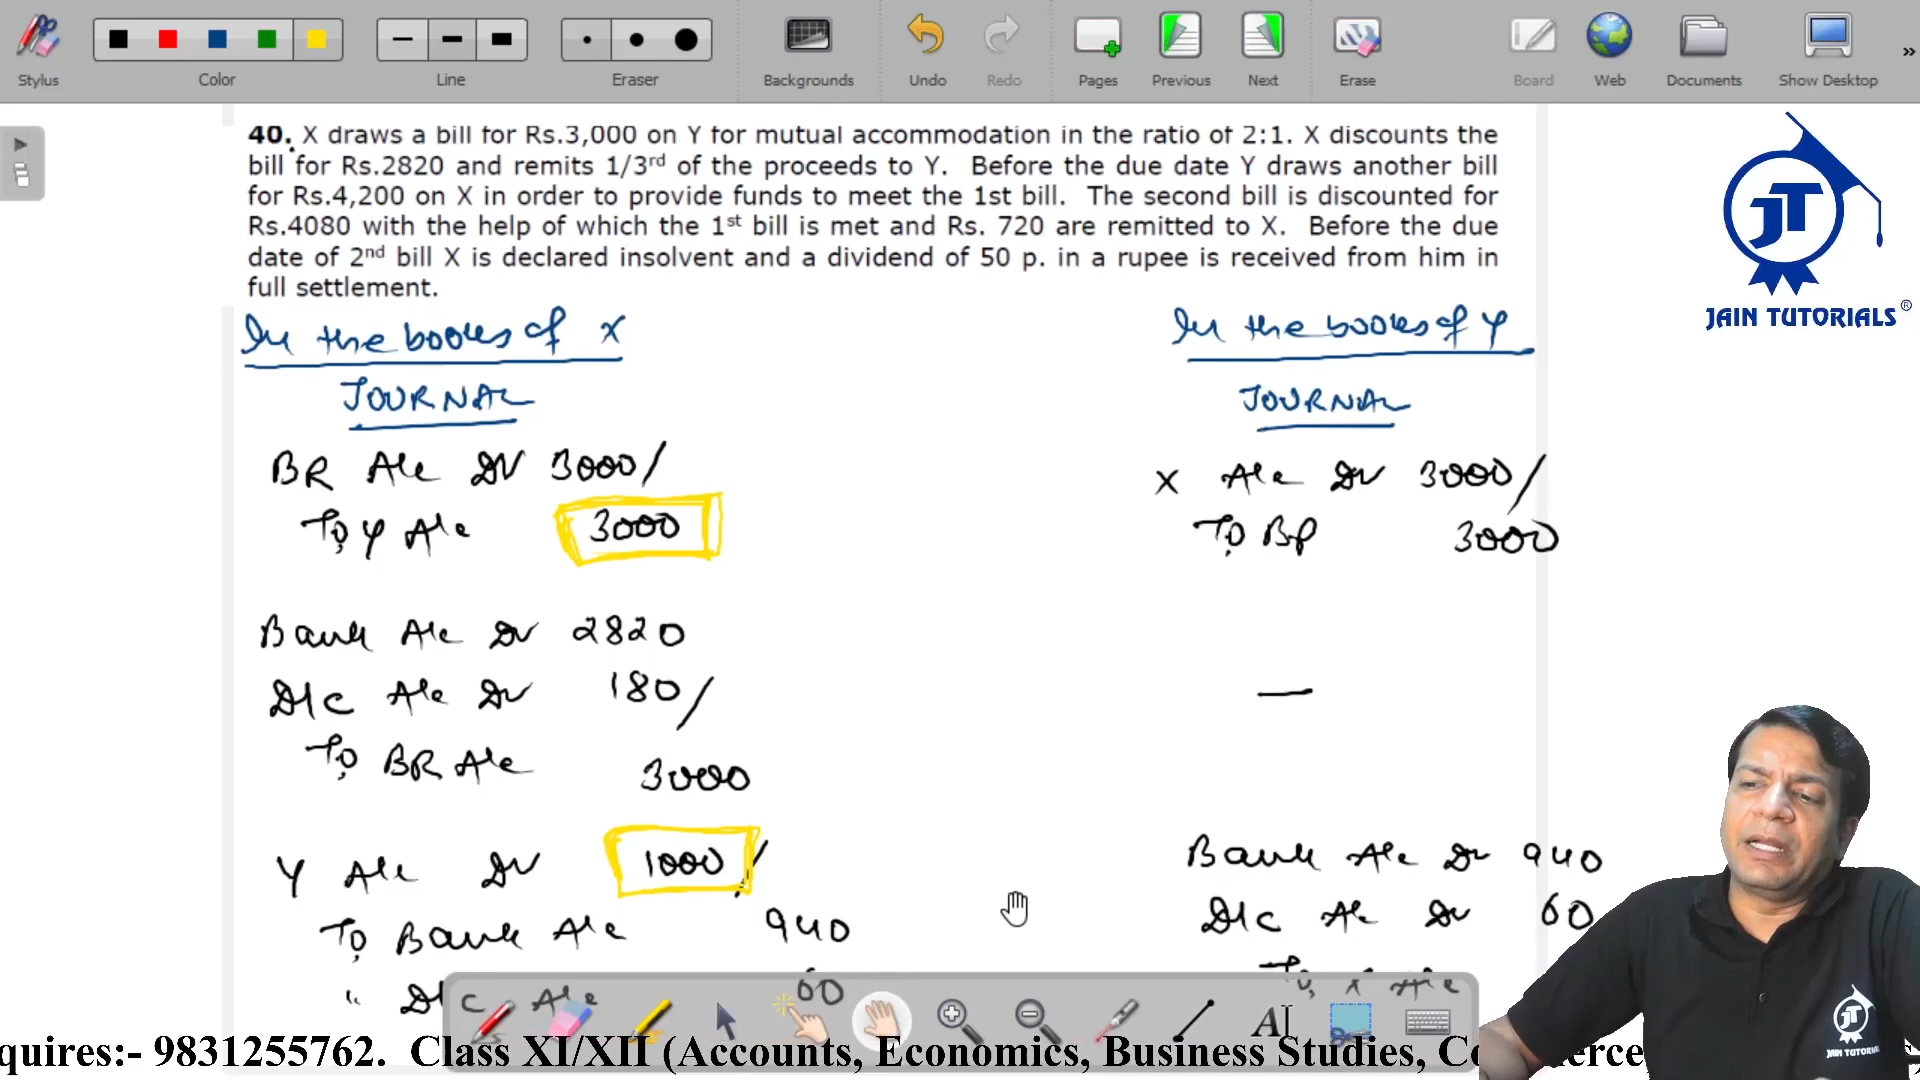 Stylus
Color
Line
Eraser
Backgrounds
Undo
Redo
Pages
Previous
Next
Erase
Board
Web
Documents
Show Desktop
»
40. X draws a bill for Rs.3,000 on Y for mutual accommodation in the ratio of 2:1. X discounts the
bill for Rs.2820 and remits 1/3rd of the proceeds to Y. Before the due date Y draws another bill
for Rs.4,200 on X in order to provide funds to meet the 1st bill. The second bill is discounted for
Rs.4080 with the help of which the 1st bill is met and Rs. 720 are remitted to X. Before the due
date of 2nd bill X is declared insolvent and a dividend of 50 p. in a rupee is received from him in
full settlement.
JT
JAIN TUTORIALS®
In the books of X
JOURNAL
BR A/c Dr 3000/
To Y A/c 3000
Bank A/c Dr 2820
D/c A/c Dr 180/
To BR A/c 3000
Y A/c Dr 1000/
To Bank A/c 940
" D/c A/c 60
In the books of Y
JOURNAL
X A/c Dr 3000/
To BP 3000
—
Bank A/c Dr 940
D/c A/c Dr 60
To X A/c
JT
JAIN TUTORIAL
quires:- 9831255762. Class XI/XII (Accounts, Economics, Business Studies, Co